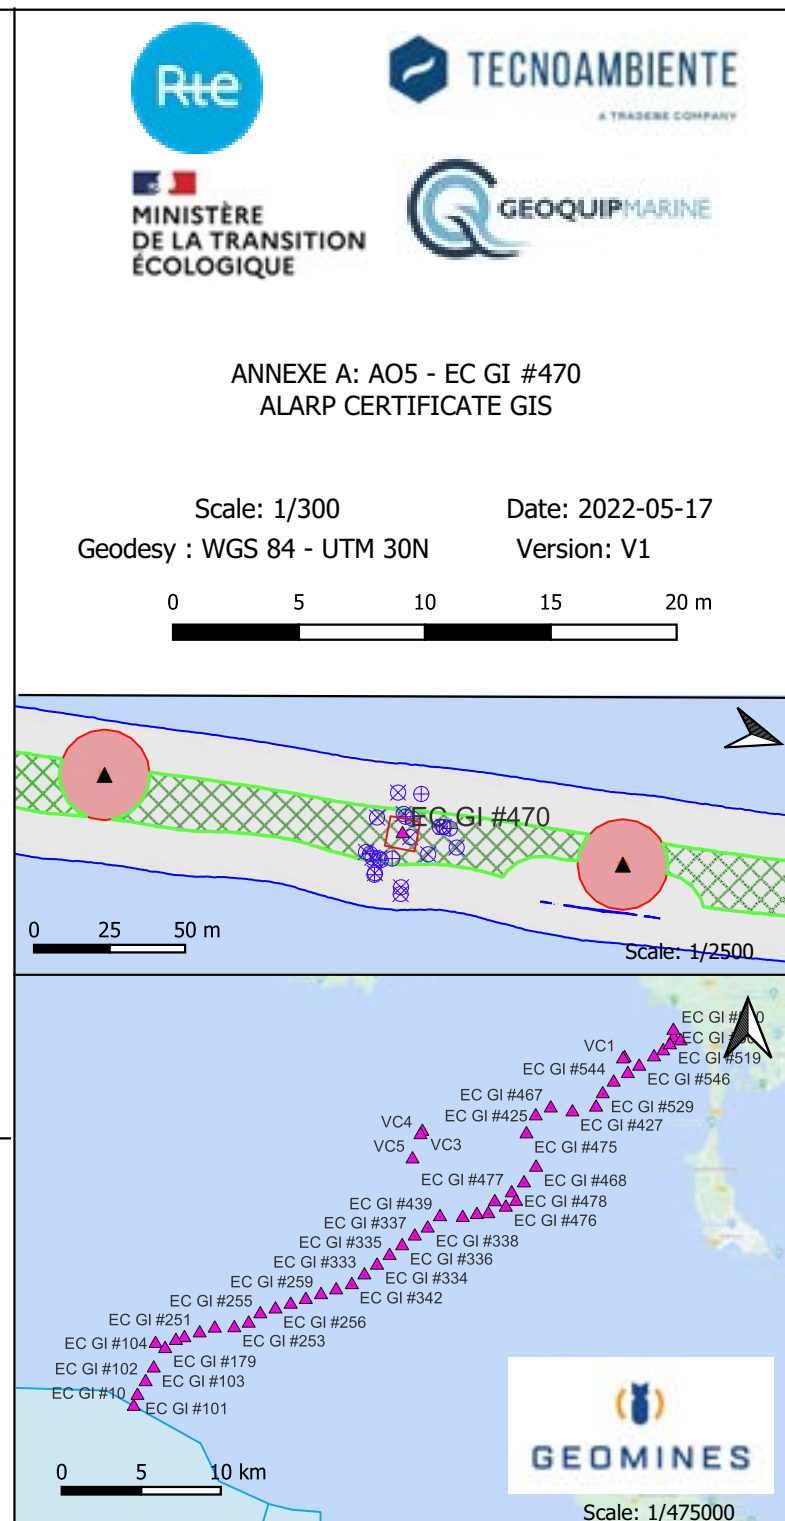 Rte
TECNOAMBIENTE
A TRADEBE COMPANY
MINISTÈRE
DE LA TRANSITION
ÉCOLOGIQUE
GEOQUIPMARINE
ANNEXE A: AO5 - EC GI #470
ALARP CERTIFICATE GIS
Scale: 1/300
Date: 2022-05-17
Geodesy : WGS 84 - UTM 30N
Version: V1
0 5 10 15 20 m
EC GI #470
0 25 50 m
Scale: 1/2500
EC GI
VC1
EC GI #519
EC GI #544
EC GI #546
EC GI #467
EC GI #529
EC GI #425
EC GI #427
VC4
VC3
EC GI #475
VC5
EC GI #477
EC GI #468
EC GI #478
EC GI #439
EC GI #476
EC GI #337
EC GI #338
EC GI #335
EC GI #336
EC GI #333
EC GI #334
EC GI #259
EC GI #342
EC GI #255
EC GI #256
EC GI #251
EC GI #253
EC GI #104
EC GI #179
EC GI #102
EC GI #103
EC GI #10
EC GI #101
0 5 10 km
GEOMINES
Scale: 1/475000